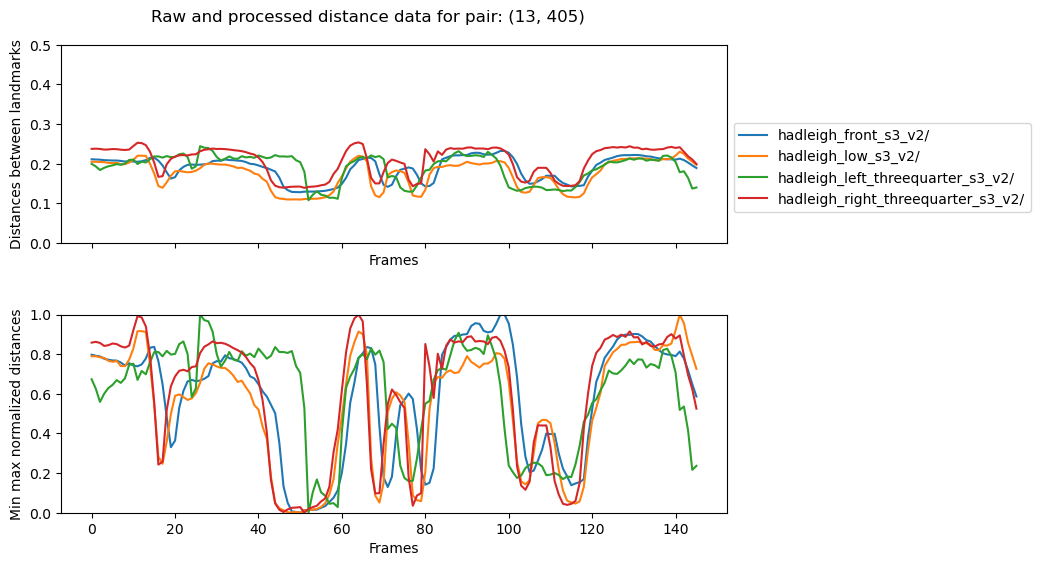 Raw and processed distance data for pair: (13, 405)
Distances between landmarks
0.5
0.4
0.3
0.2
0.1
0.0
Frames
hadleigh_front_s3_v2/
hadleigh_low_s3_v2/
hadleigh_left_threequarter_s3_v2/
hadleigh_right_threequarter_s3_v2/
Min max normalized distances
1.0
0.8
0.6
0.4
0.2
0.0
0 20 40 60 80 100 120 140
Frames